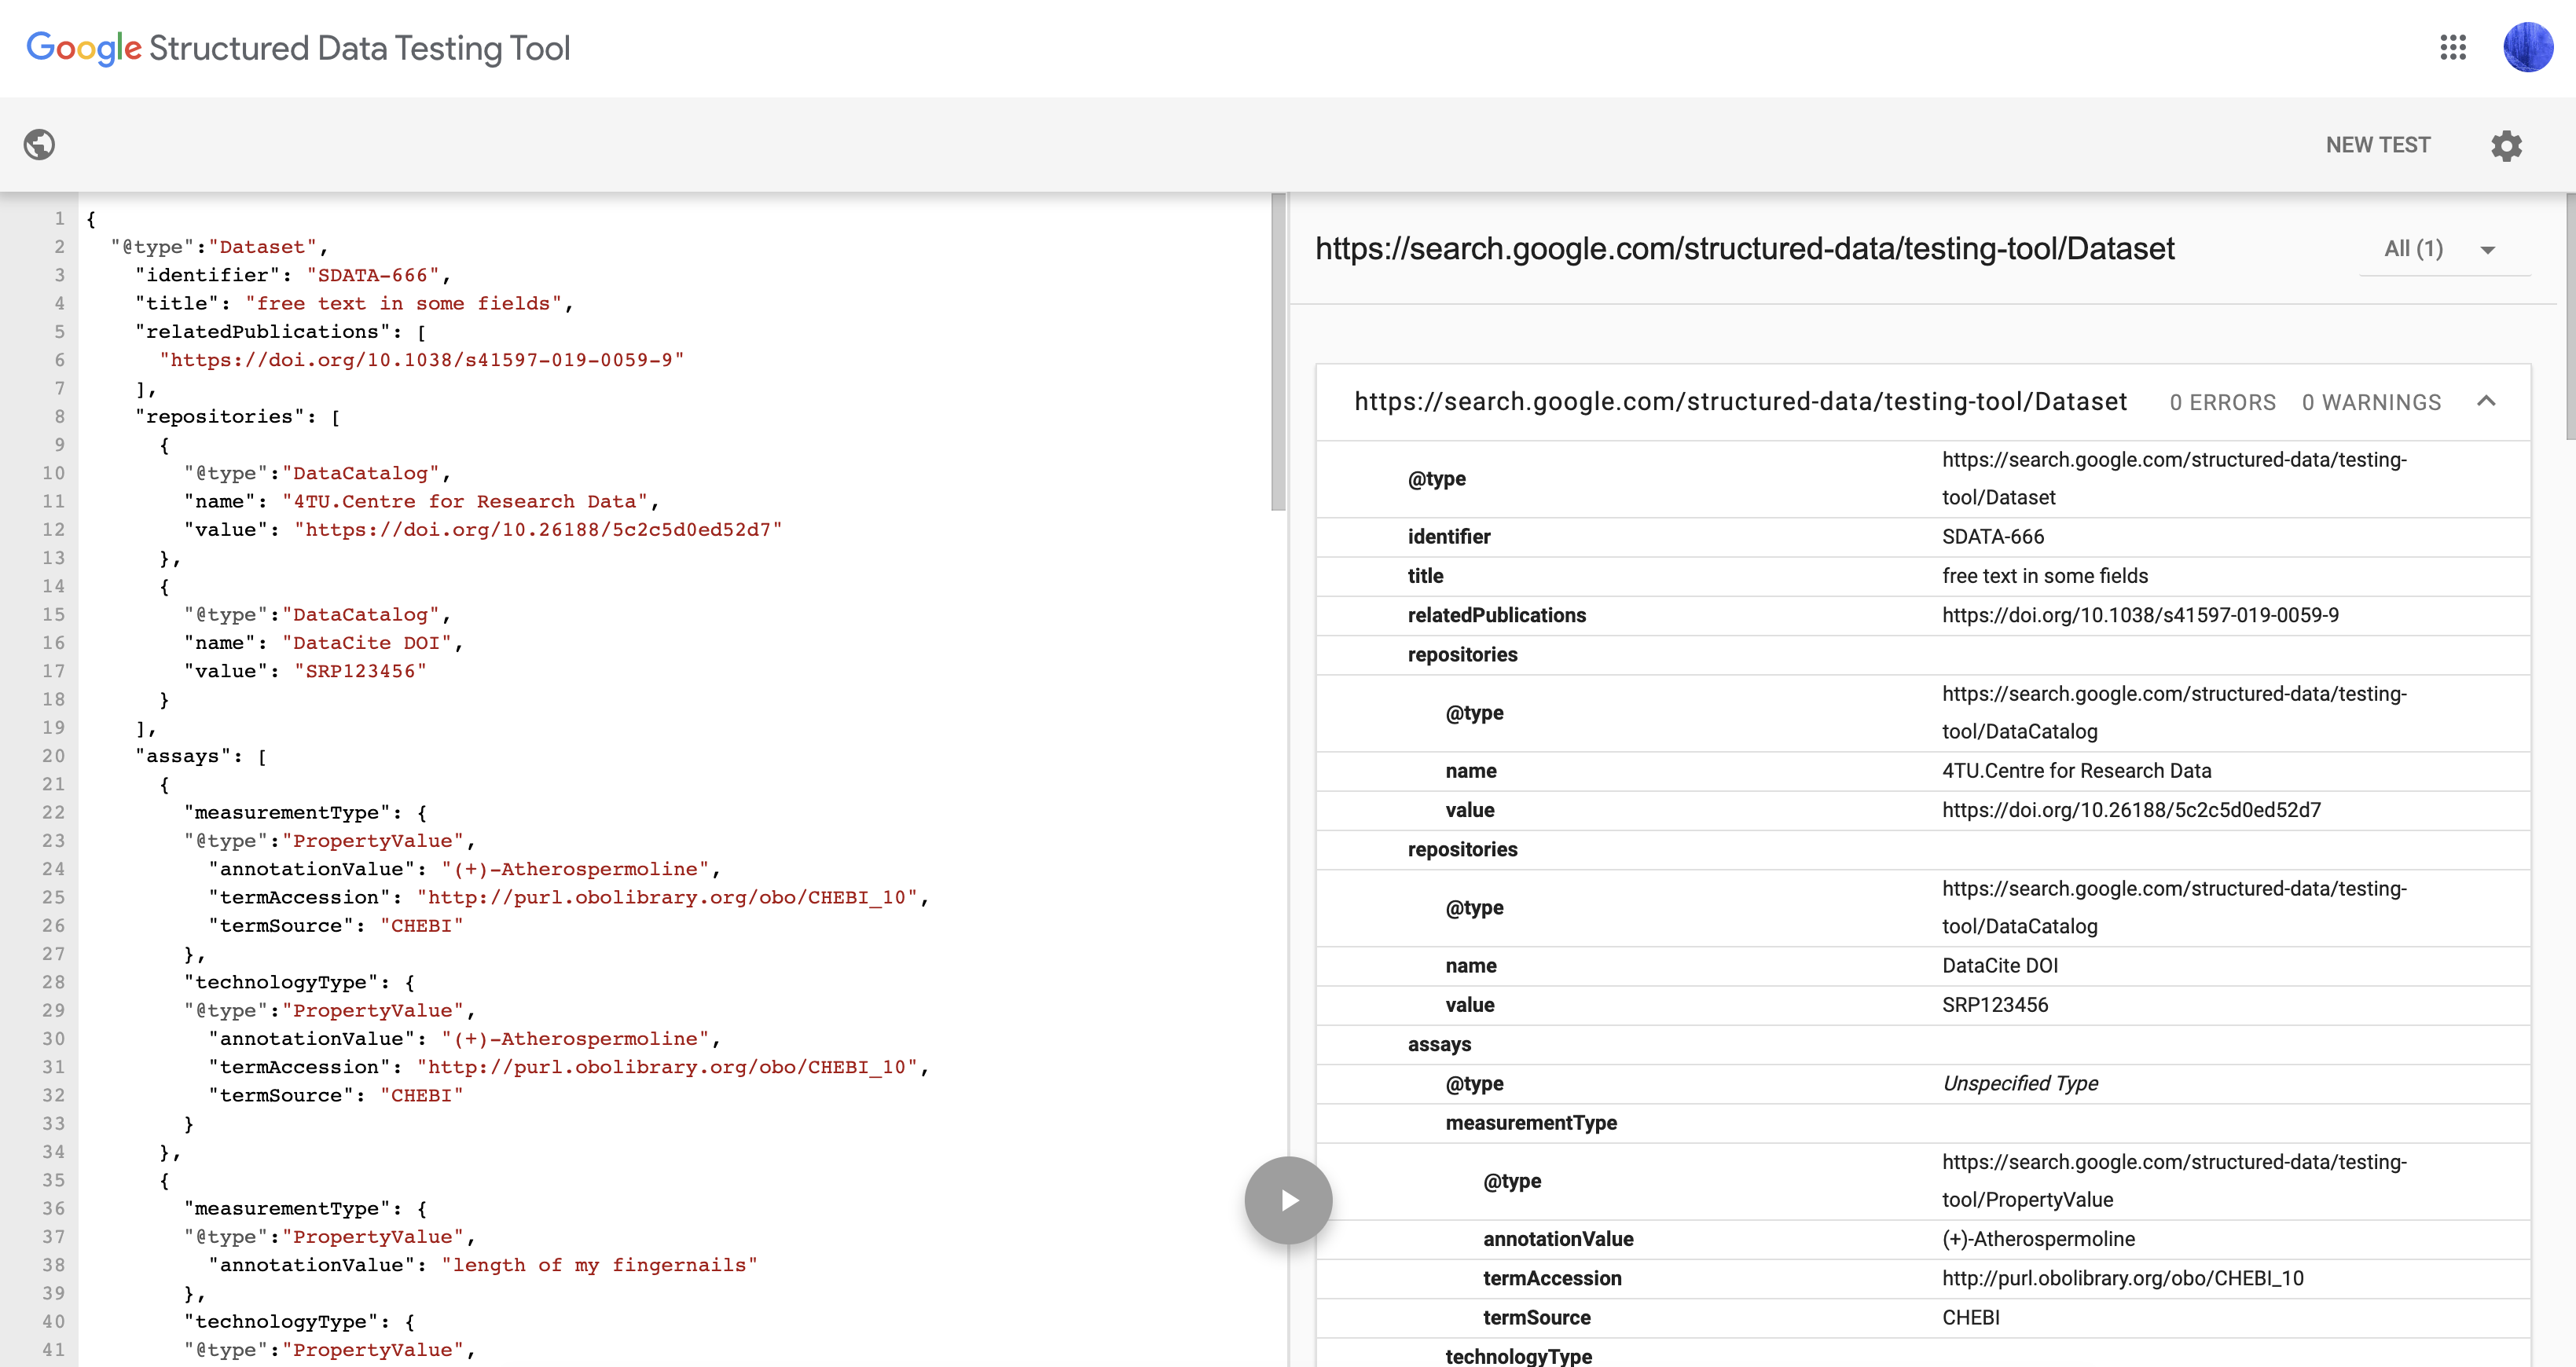 Google Structured Data Testing Tool
NEW TEST
1 {
2 "@type":"Dataset",
3 "identifier": "SDATA-666",
4 "title": "free text in some fields",
5 "relatedPublications": [
6 "https://doi.org/10.1038/s41597-019-0059-9"
7 ],
8 "repositories": [
9 {
10 "@type":"DataCatalog",
11 "name": "4TU.Centre for Research Data",
12 "value": "https://doi.org/10.26188/5c2c5d0ed52d7"
13 },
14 {
15 "@type":"DataCatalog",
16 "name": "DataCite DOI",
17 "value": "SRP123456"
18 }
19 ],
20 "assays": [
21 {
22 "measurementType": {
23 "@type":"PropertyValue",
24 "annotationValue": "(+)-Atherospermoline",
25 "termAccession": "http://purl.obolibrary.org/obo/CHEBI_10",
26 "termSource": "CHEBI"
27 },
28 "technologyType": {
29 "@type":"PropertyValue",
30 "annotationValue": "(+)-Atherospermoline",
31 "termAccession": "http://purl.obolibrary.org/obo/CHEBI_10",
32 "termSource": "CHEBI"
33 }
34 },
35 {
36 "measurementType": {
37 "@type":"PropertyValue",
38 "annotationValue": "length of my fingernails"
39 },
40 "technologyType": {
41 "@type":"PropertyValue",
https://search.google.com/structured-data/testing-tool/Dataset
All (1)
https://search.google.com/structured-data/testing-tool/Dataset 0 ERRORS 0 WARNINGS
@type https://search.google.com/structured-data/testing-
tool/Dataset
identifier SDATA-666
title free text in some fields
relatedPublications https://doi.org/10.1038/s41597-019-0059-9
repositories
@type https://search.google.com/structured-data/testing-
tool/DataCatalog
name 4TU.Centre for Research Data
value https://doi.org/10.26188/5c2c5d0ed52d7
repositories
@type https://search.google.com/structured-data/testing-
tool/DataCatalog
name DataCite DOI
value SRP123456
assays
@type Unspecified Type
measurementType
@type https://search.google.com/structured-data/testing-
tool/PropertyValue
annotationValue (+)-Atherospermoline
termAccession http://purl.obolibrary.org/obo/CHEBI_10
termSource CHEBI
technologyType